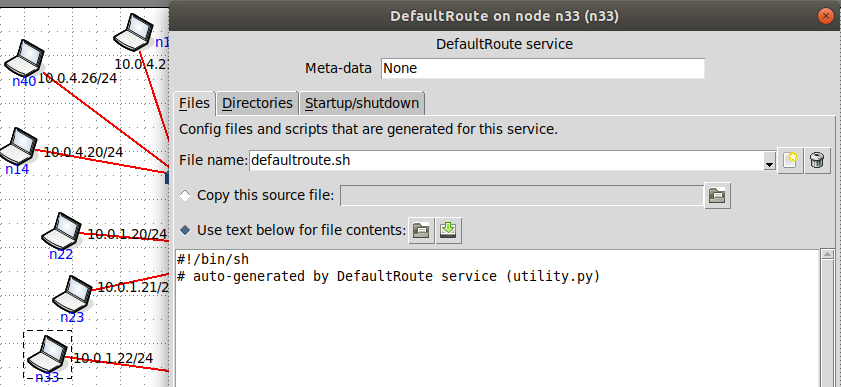 DefaultRoute on node n33 (n33)
DefaultRoute service
Meta-data None
Files Directories Startup/shutdown
Config files and scripts that are generated for this service.
File name: defaultroute.sh
Copy this source file:
Use text below for file contents:
#!/bin/sh
# auto-generated by DefaultRoute service (utility.py)
n1
10.0.4.2
n40
10.0.4.26/24
n14
10.0.4.20/24
n22
10.0.1.20/24
n23
10.0.1.21/2
n33
10.0.1.22/24